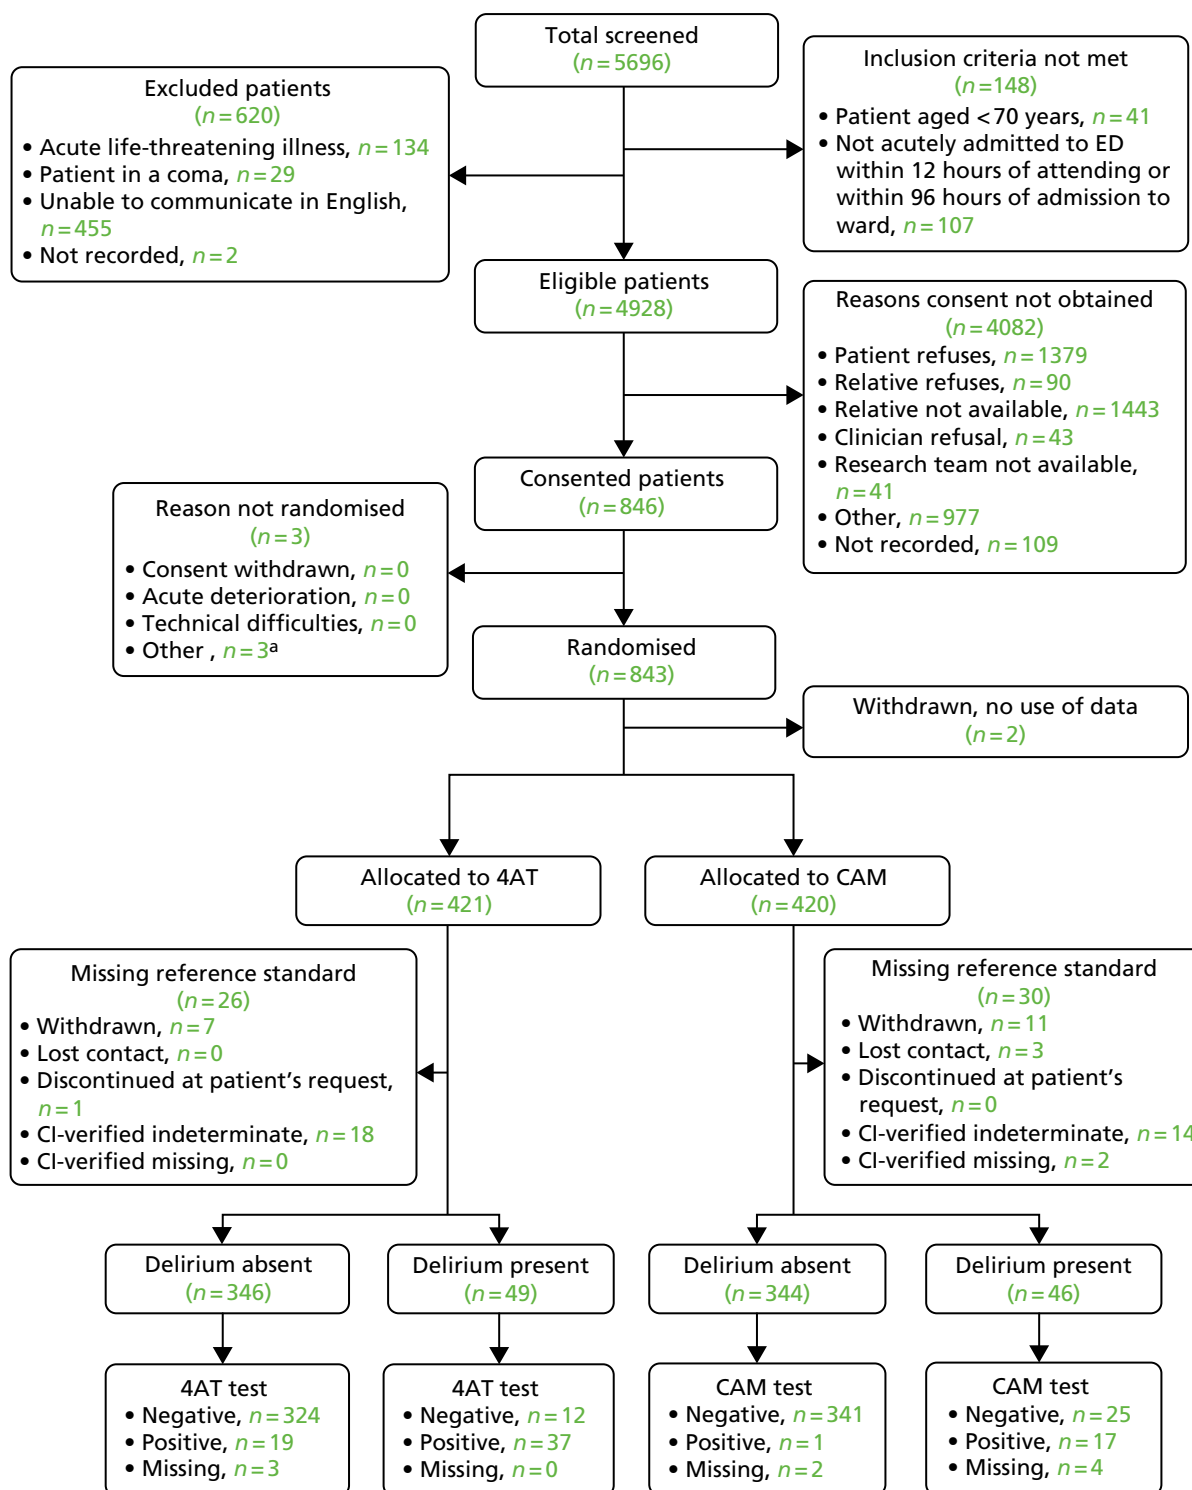 Total screened
(n=5696)
Inclusion criteria not met
(n=148)
• Patient aged <70 years, n=41
• Not acutely admitted to ED
within 12 hours of attending or
within 96 hours of admission to
ward, n=107
Excluded patients
(n=620)
• Acute life-threatening illness, n=134
• Patient in a coma, n=29
• Unable to communicate in English,
n=455
• Not recorded, n=2
Eligible patients
(n=4928)
Reasons consent not obtained
(n=4082)
• Patient refuses, n=1379
• Relative refuses, n=90
• Relative not available, n=1443
• Clinician refusal, n=43
• Research team not available,
n=41
• Other, n=977
• Not recorded, n=109
Consented patients
(n=846)
Reason not randomised
(n=3)
• Consent withdrawn, n=0
• Acute deterioration, n=0
• Technical difficulties, n=0
• Other , n=3a
Randomised
(n=843)
Withdrawn, no use of data
(n=2)
Allocated to 4AT
(n=421)
Allocated to CAM
(n=420)
Missing reference standard
(n=26)
• Withdrawn, n=7
• Lost contact, n=0
• Discontinued at patient's request,
n=1
• CI-verified indeterminate, n=18
• CI-verified missing, n=0
Missing reference standard
(n=30)
• Withdrawn, n=11
• Lost contact, n=3
• Discontinued at patient's
request, n=0
• CI-verified indeterminate, n=14
• CI-verified missing, n=2
Delirium absent
(n=346)
Delirium present
(n=49)
Delirium absent
(n=344)
Delirium present
(n=46)
4AT test
• Negative, n=324
• Positive, n=19
• Missing, n=3
4AT test
• Negative, n=12
• Positive, n=37
• Missing, n=0
CAM test
• Negative, n=341
• Positive, n=1
• Missing, n=2
CAM test
• Negative, n=25
• Positive, n=17
• Missing, n=4